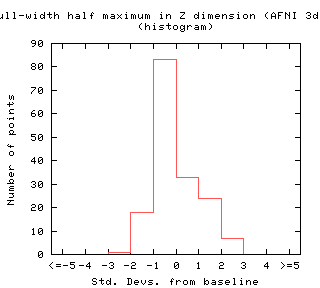 ull-width half maximum in Z dimension (AFNI 3d
(histogram)
90
80
70
60
50
40
30
20
10
0
Number of points
<=-5 -4 -3 -2 -1 0 1 2 3 4 >=5
Std. Devs. from baseline